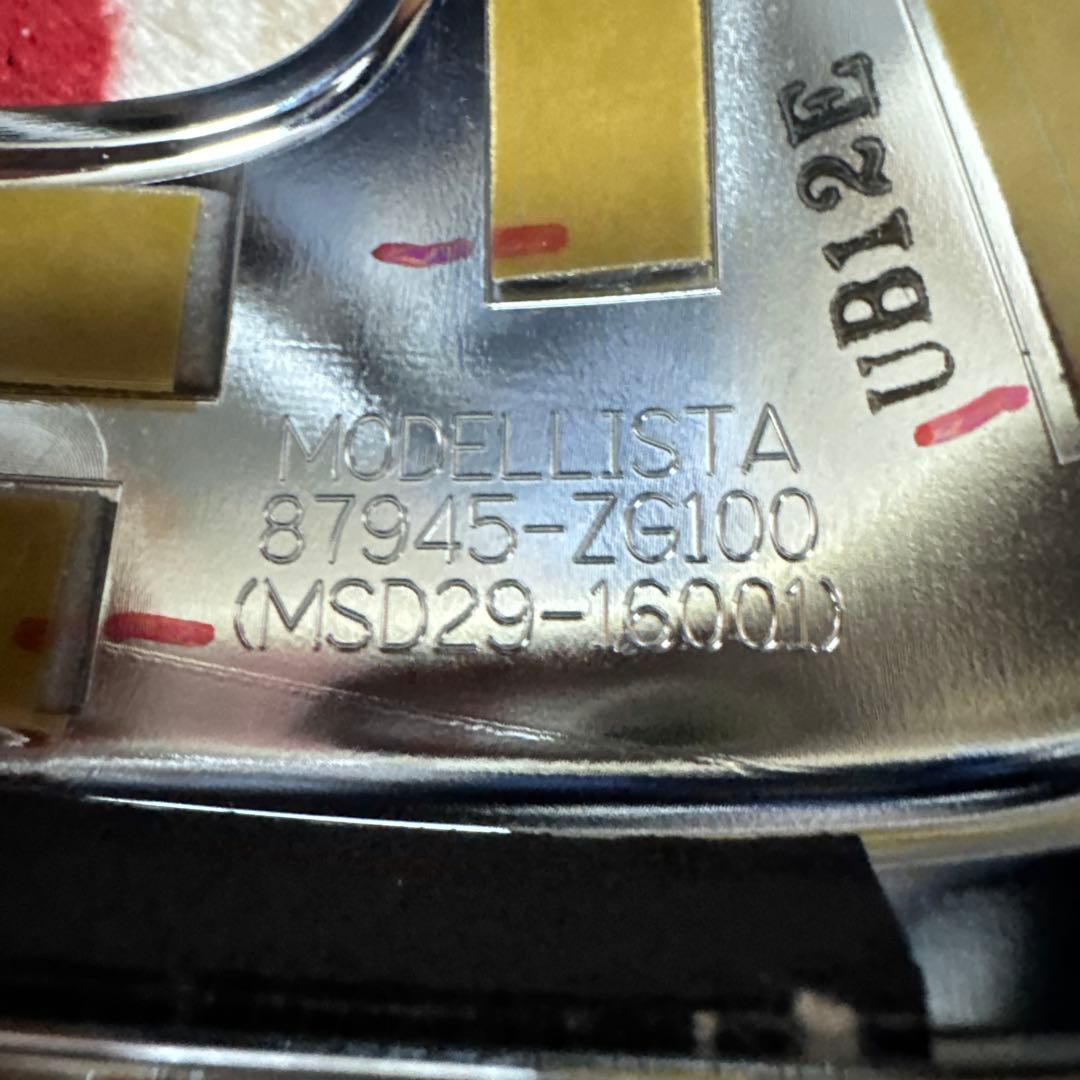 UB12E
MODELLISTA
87945-ZG100
(MSD29-16001)